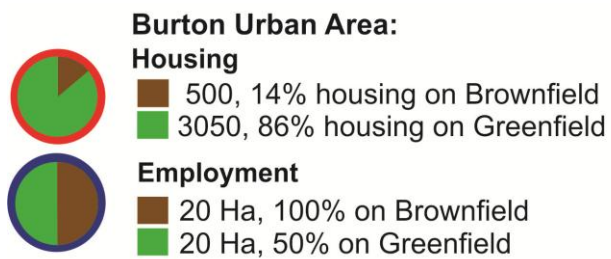 Burton Urban Area:
Housing
500, 14% housing on Brownfield
3050, 86% housing on Greenfield
Employment
20 Ha, 100% on Brownfield
20 Ha, 50% on Greenfield